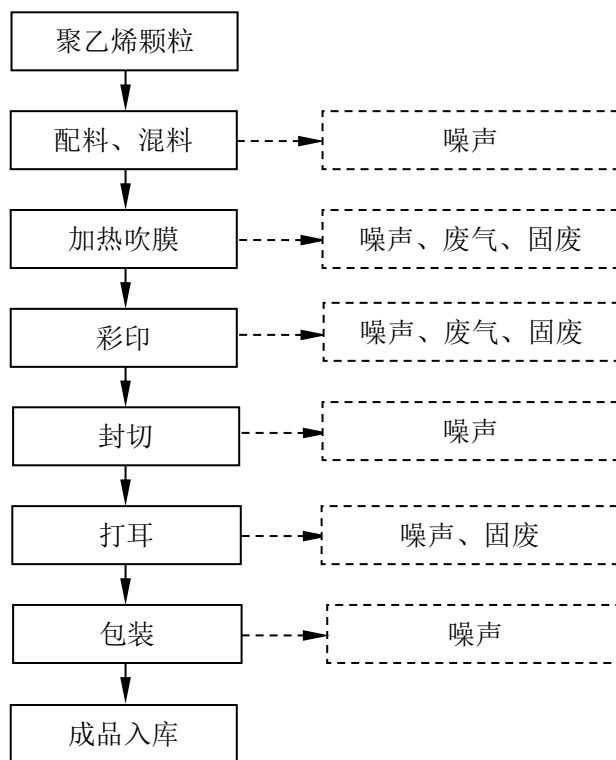 聚乙烯颗粒
配料、混料
噪声
加热吹膜
噪声、废气、固废
彩印
噪声、废气、固废
封切
噪声
打耳
噪声、固废
包装
噪声
成品入库